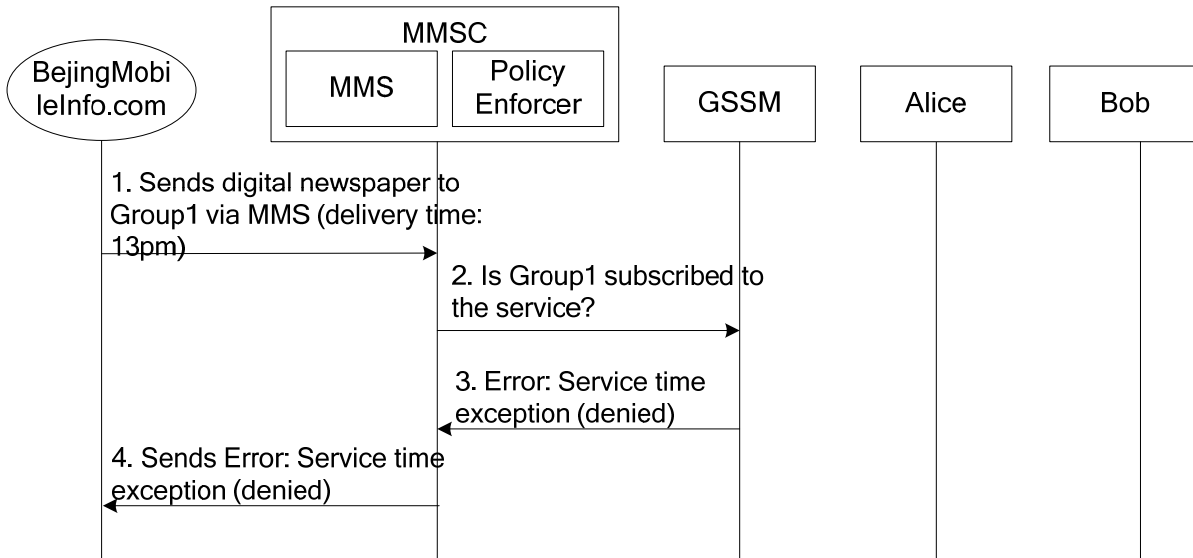 MMSC
BejingMobi
leInfo.com
MMS
Policy
Enforcer
GSSM
Alice
Bob
1. Sends digital newspaper to
Group1 via MMS (delivery time:
13pm)
2. Is Group1 subscribed to
the service?
3. Error: Service time
exception (denied)
4. Sends Error: Service time
exception (denied)